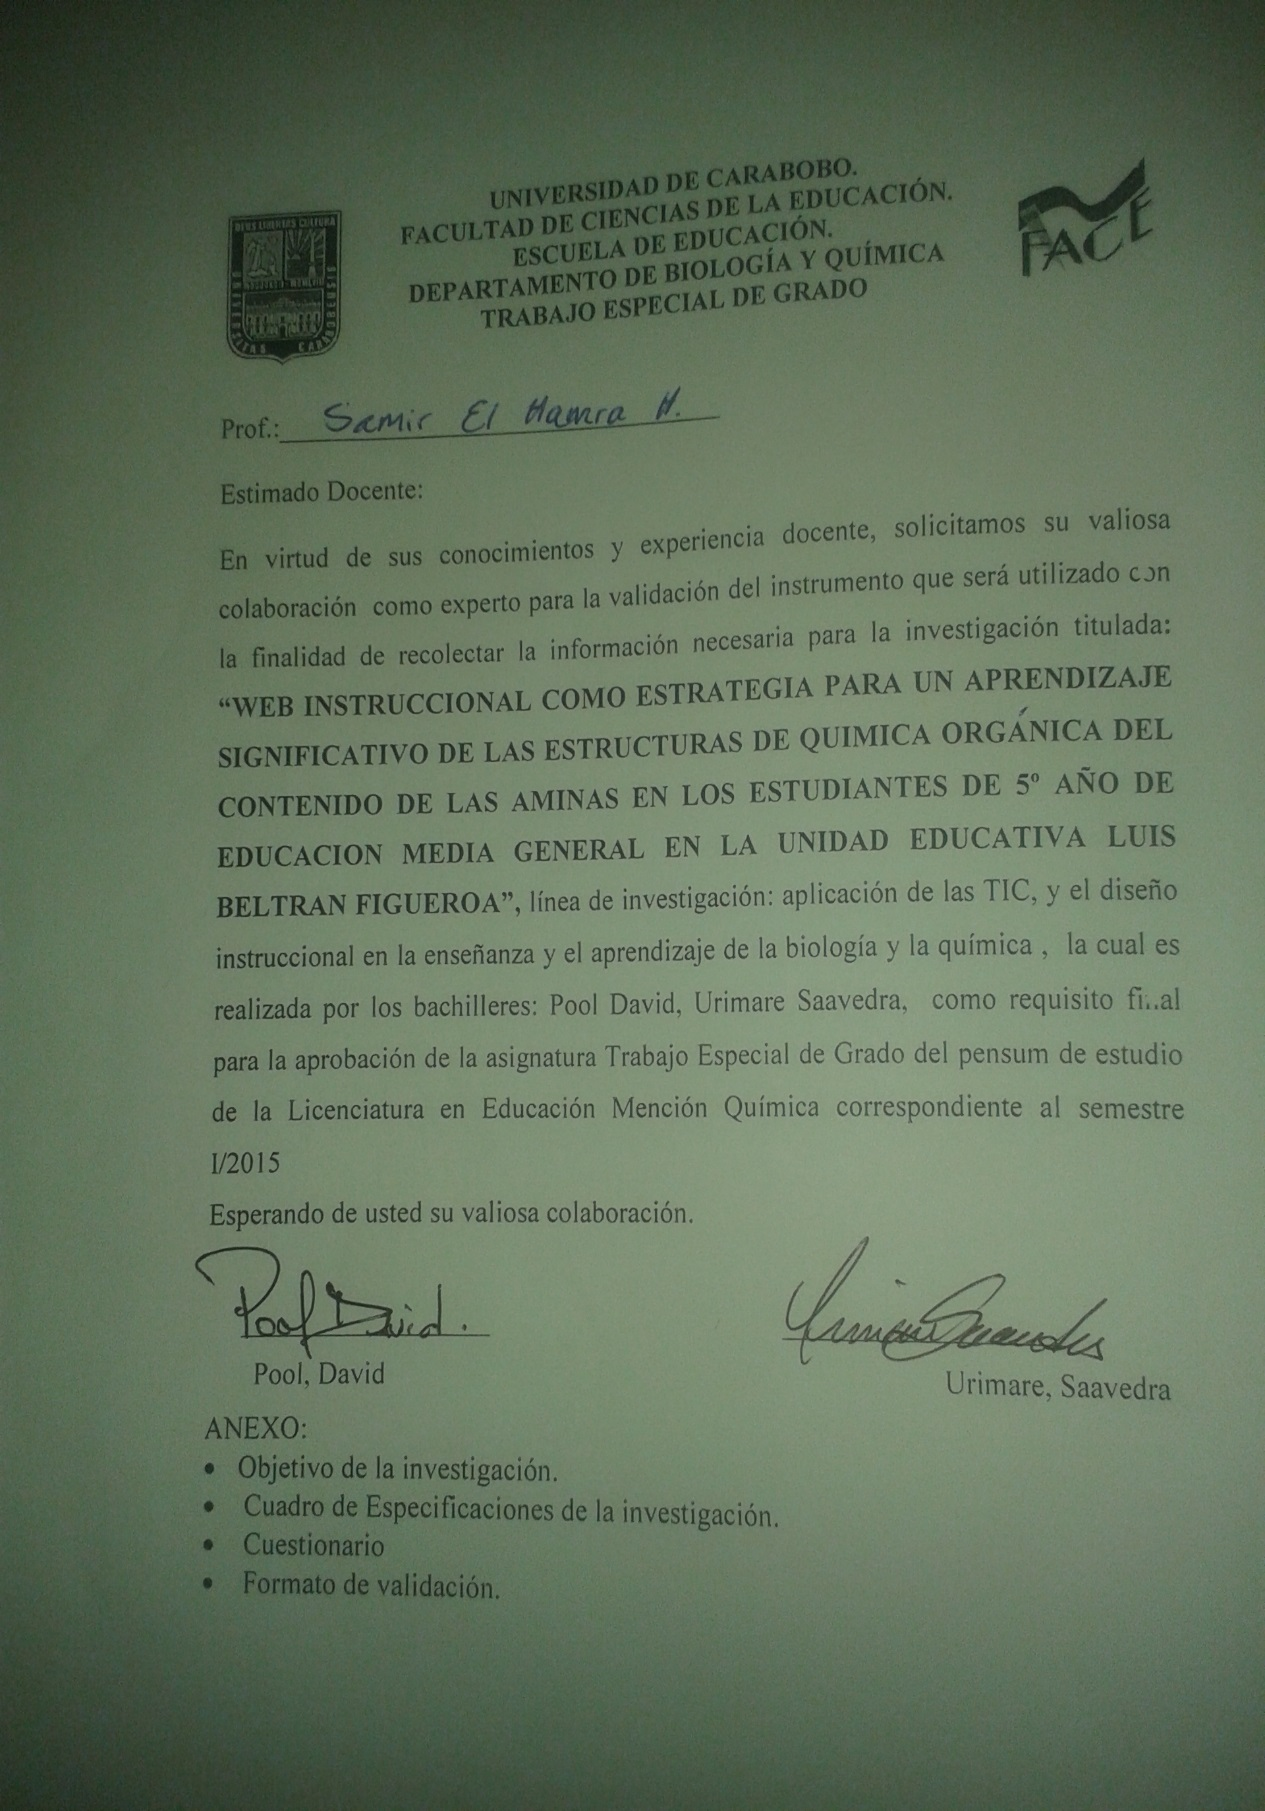 UNIVERSIDAD DE CARABOBO.
FACULTAD DE CIENCIAS DE LA EDUCACIÓN.
ESCUELA DE EDUCACIÓN.
DEPARTAMENTO DE BIOLOGÍA Y QUÍMICA
TRABAJO ESPECIAL DE GRADO
FACE
Prof.: Samir El Hamra H.
Estimado Docente:
En virtud de sus conocimientos y experiencia docente, solicitamos su valiosa
colaboración como experto para la validación del instrumento que será utilizado con
la finalidad de recolectar la información necesaria para la investigación titulada:
“WEB INSTRUCCIONAL COMO ESTRATEGIA PARA UN APRENDIZAJE
SIGNIFICATIVO DE LAS ESTRUCTURAS DE QUIMICA ORGÁNICA DEL
CONTENIDO DE LAS AMINAS EN LOS ESTUDIANTES DE 5º AÑO DE
EDUCACION MEDIA GENERAL EN LA UNIDAD EDUCATIVA LUIS
BELTRAN FIGUEROA”, línea de investigación: aplicación de las TIC, y el diseño
instruccional en la enseñanza y el aprendizaje de la biología y la química , la cual es
realizada por los bachilleres: Pool David, Urimare Saavedra, como requisito final
para la aprobación de la asignatura Trabajo Especial de Grado del pensum de estudio
de la Licenciatura en Educación Mención Química correspondiente al semestre
I/2015
Esperando de usted su valiosa colaboración.
Pool David.
Pool, David
Urimare, Saavedra
ANEXO:
• Objetivo de la investigación.
• Cuadro de Especificaciones de la investigación.
• Cuestionario
• Formato de validación.